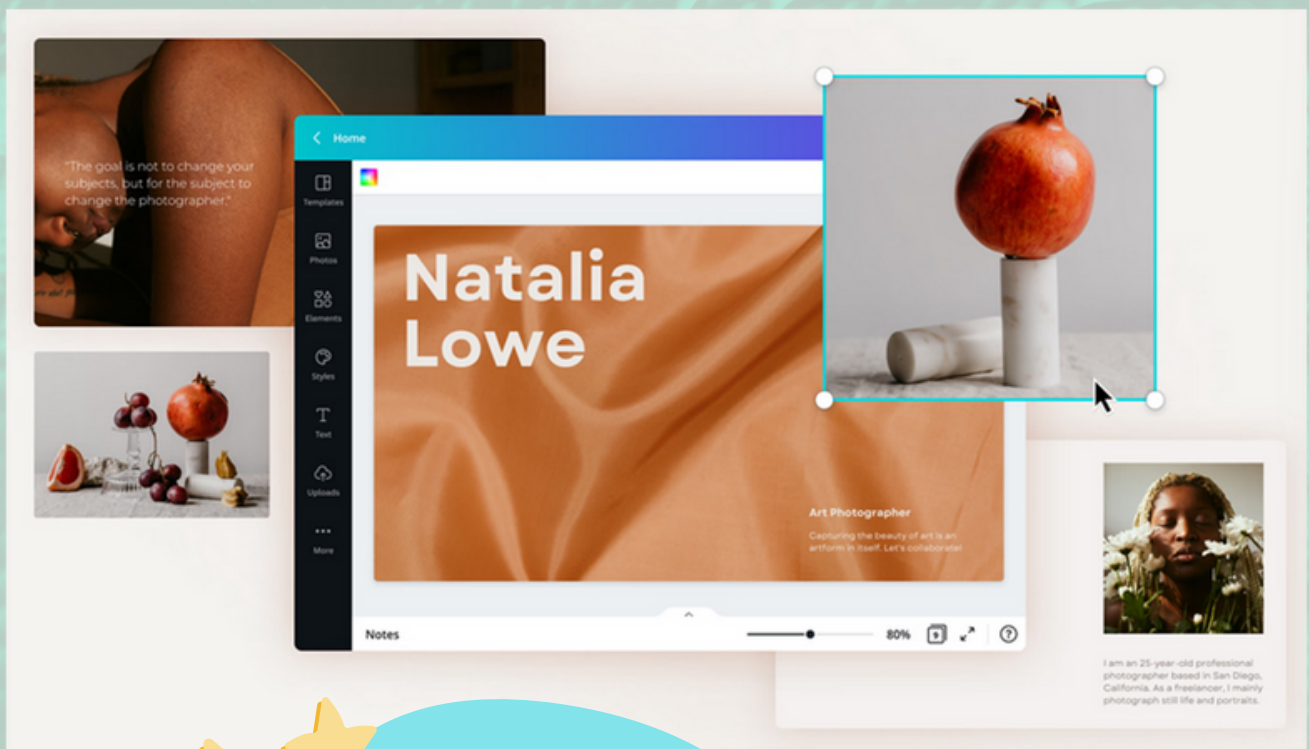 "The goal is not to change your
subjects, but for the subject to
change the photographer."
Home
Templates
Photos
Elements
Styles
Text
Uploads
More
Natalia
Lowe
Art Photographer
Capturing the beauty of art is an
artform in itself. Let's collaborate!
Notes
80%
9
?
I am an 25-year-old professional
photographer based in San Diego,
California. As a freelancer, I mainly
photograph still life and portraits.